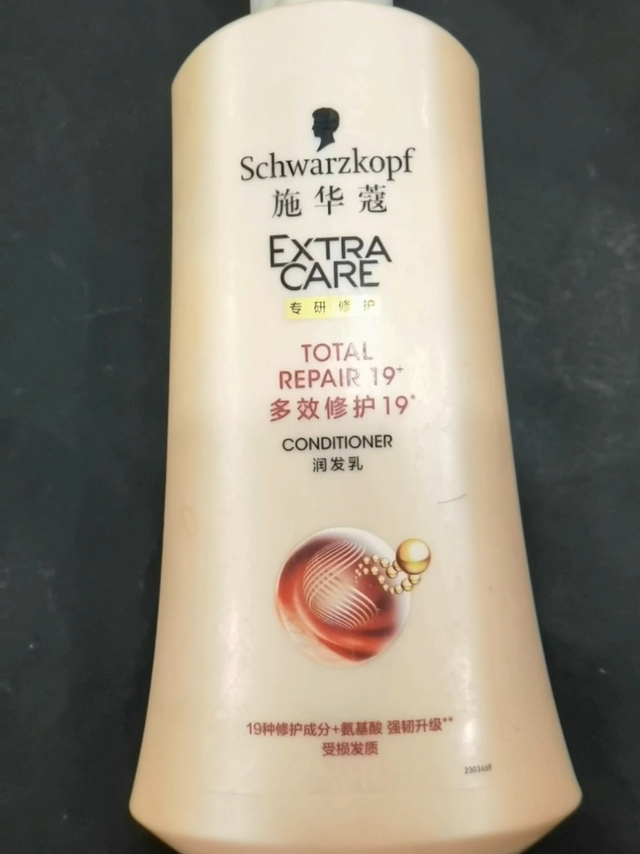 Schwarzkopf
施华蔻
EXTRA
CARE
专研修护
TOTAL
REPAIR 19+
多效修护19*
CONDITIONER
润发乳
19种修护成分+氨基酸 强韧升级**
受损发质